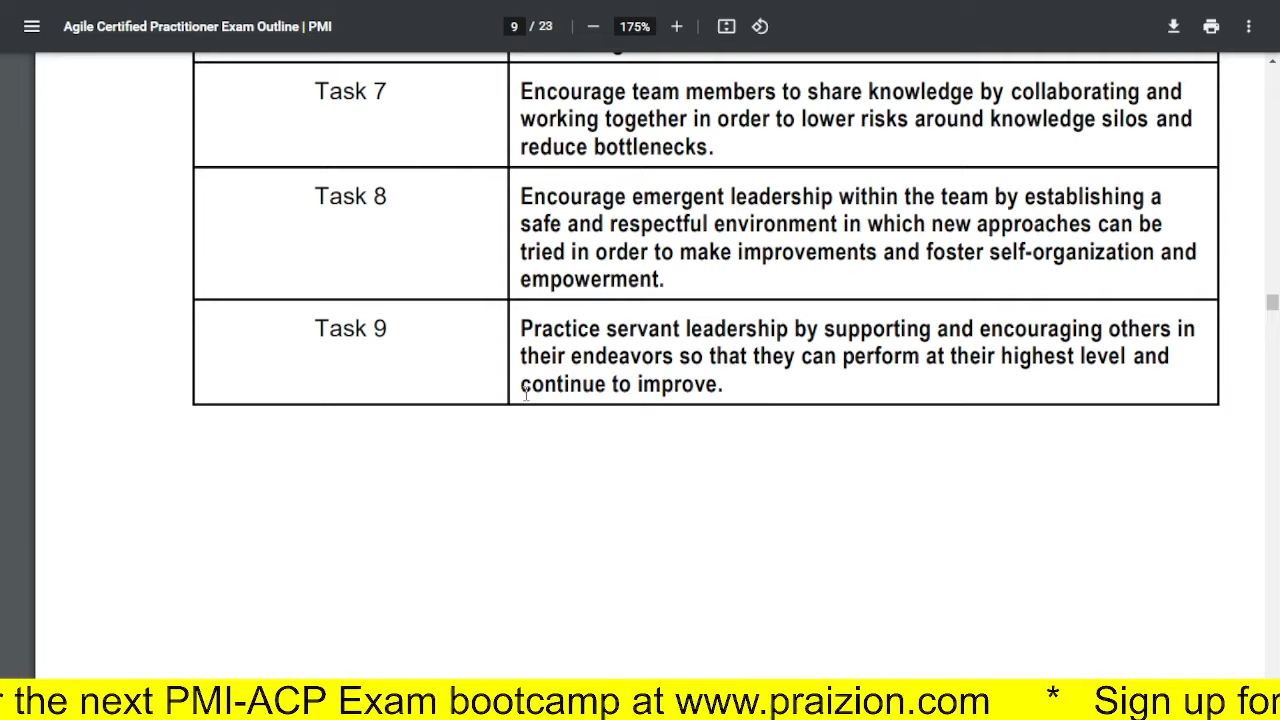 Agile Certified Practitioner Exam Outline | PMI
9 / 23
175%
Task 7
Encourage team members to share knowledge by collaborating and
working together in order to lower risks around knowledge silos and
reduce bottlenecks.
Task 8
Encourage emergent leadership within the team by establishing a
safe and respectful environment in which new approaches can be
tried in order to make improvements and foster self-organization and
empowerment.
Task 9
Practice servant leadership by supporting and encouraging others in
their endeavors so that they can perform at their highest level and
continue to improve.
the next PMI-ACP Exam bootcamp at www.praizion.com * Sign up for